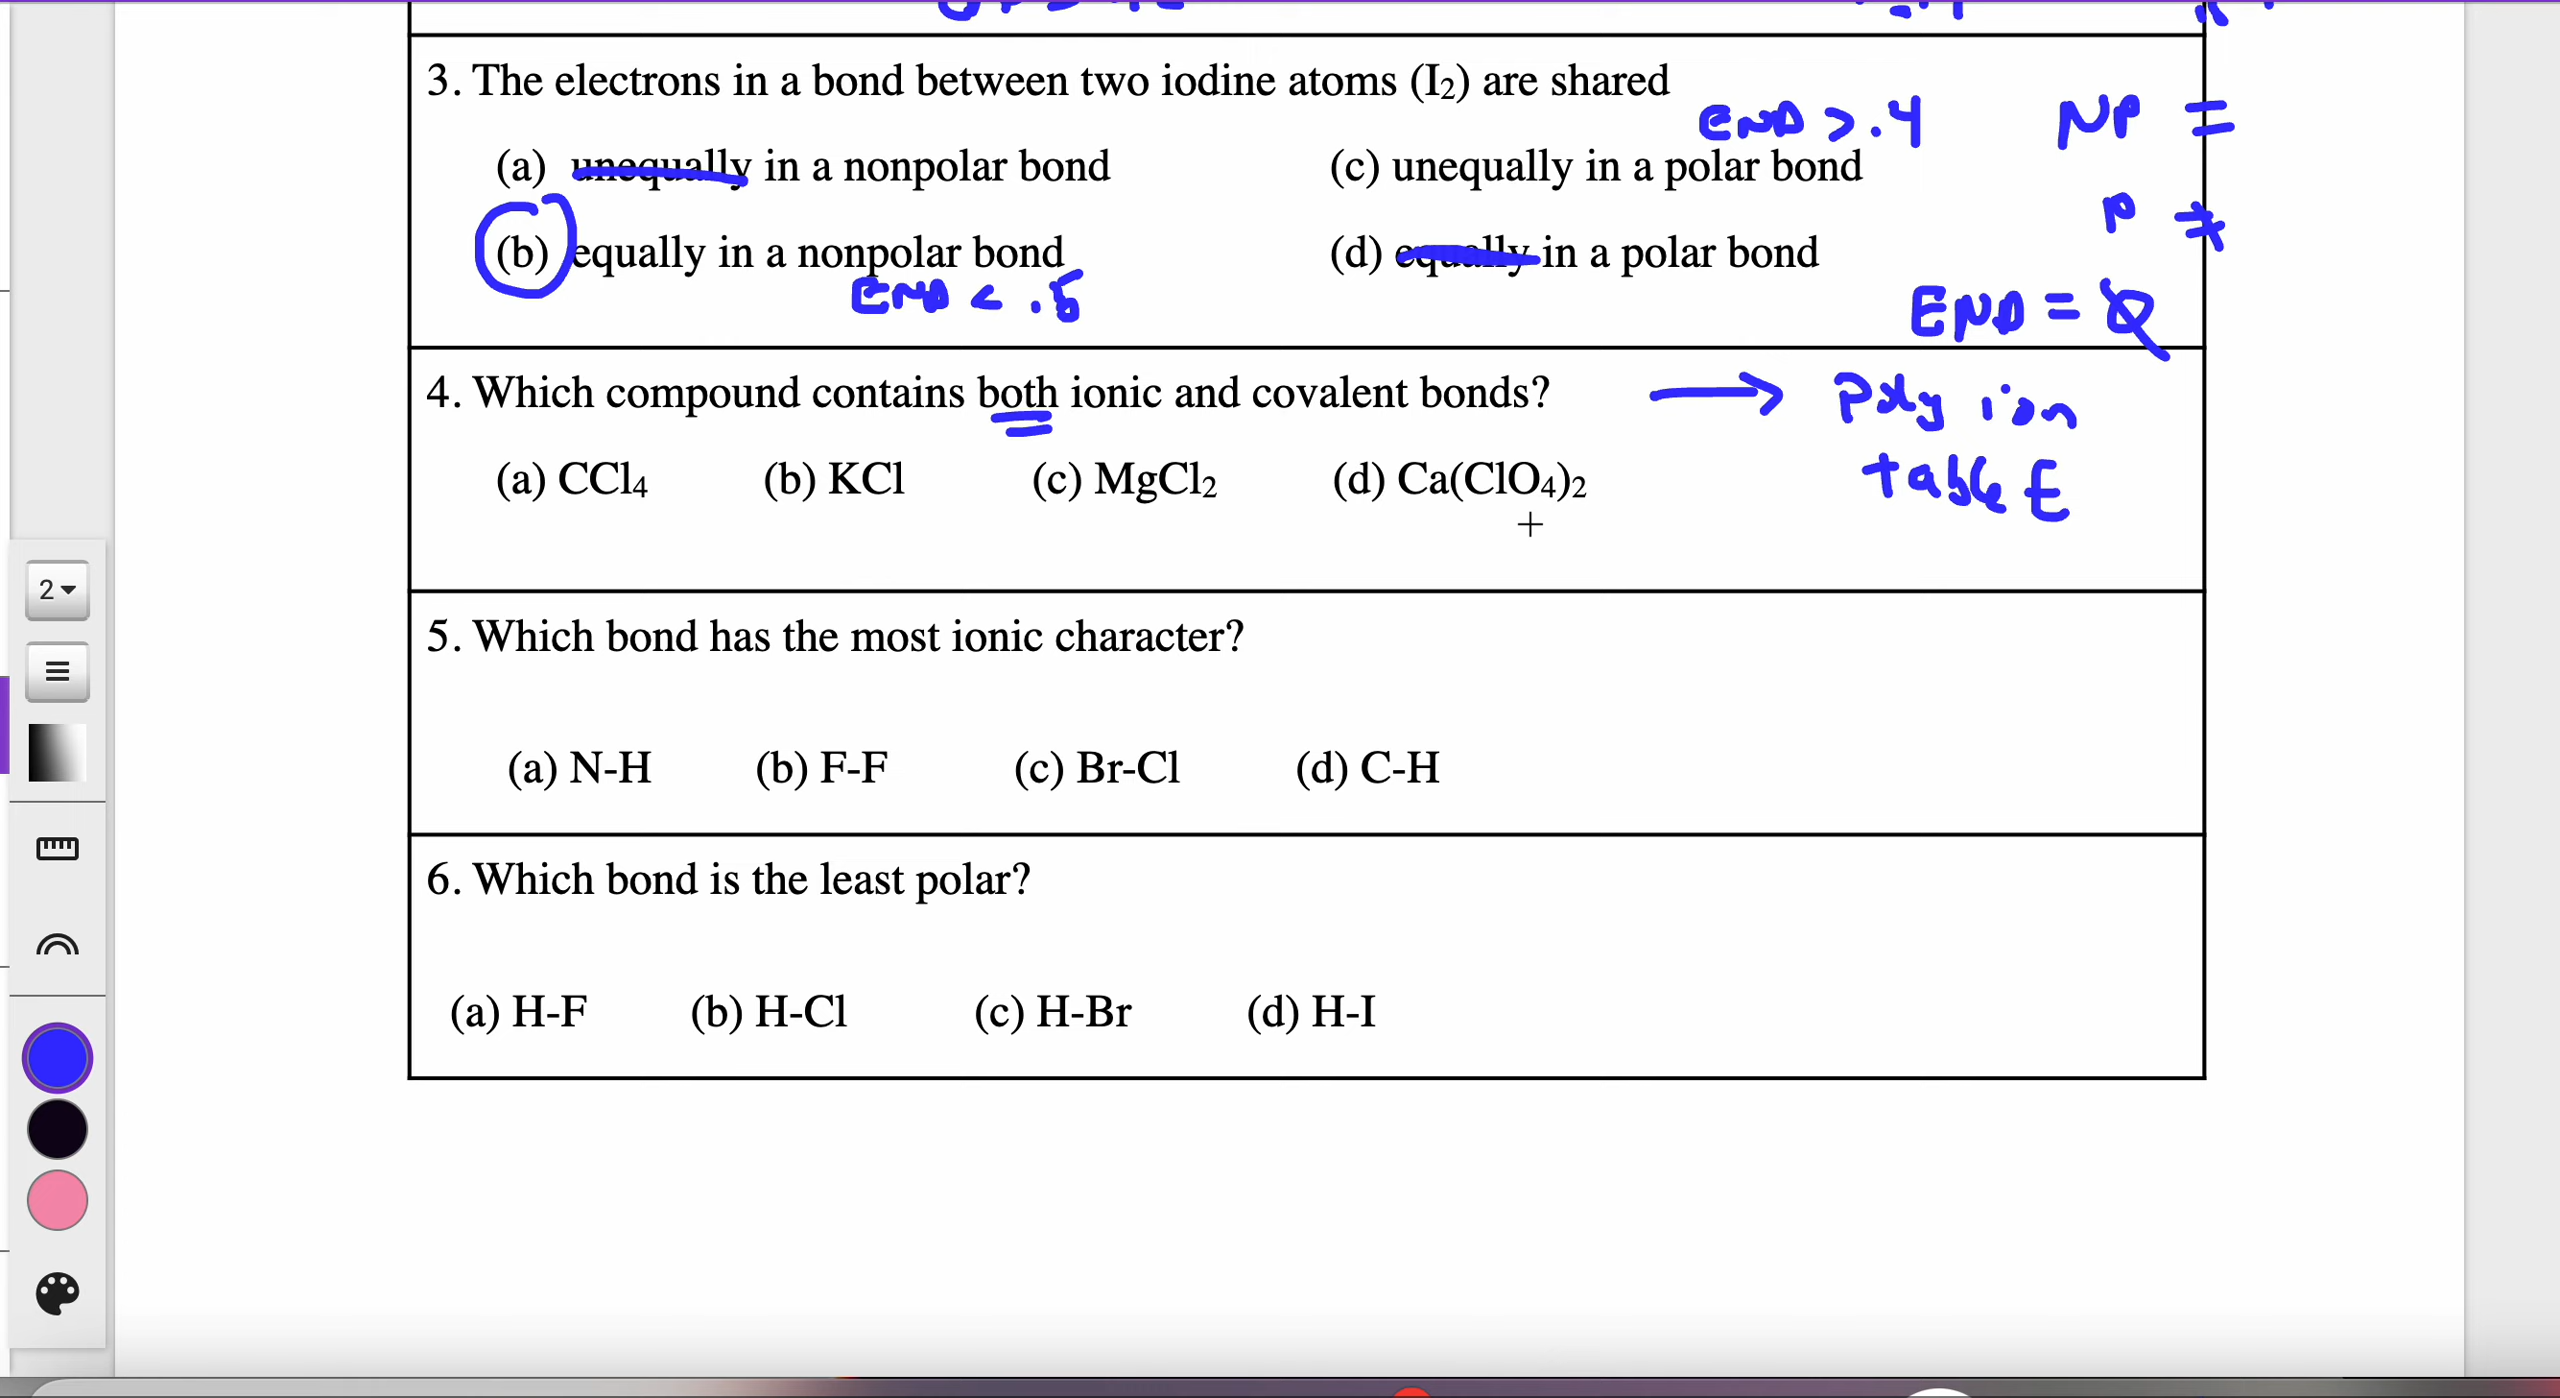 3. The electrons in a bond between two iodine atoms (I₂) are shared
END > .4 NP =
(a) unequally in a nonpolar bond (c) unequally in a polar bond
P ≠
(b) equally in a nonpolar bond (d) equally in a polar bond
END < .5 END = 0
4. Which compound contains both ionic and covalent bonds? → Poly ion
(a) CCl₄ (b) KCl (c) MgCl₂ (d) Ca(ClO₄)₂ table E
2
5. Which bond has the most ionic character?
(a) N-H (b) F-F (c) Br-Cl (d) C-H
6. Which bond is the least polar?
(a) H-F (b) H-Cl (c) H-Br (d) H-I